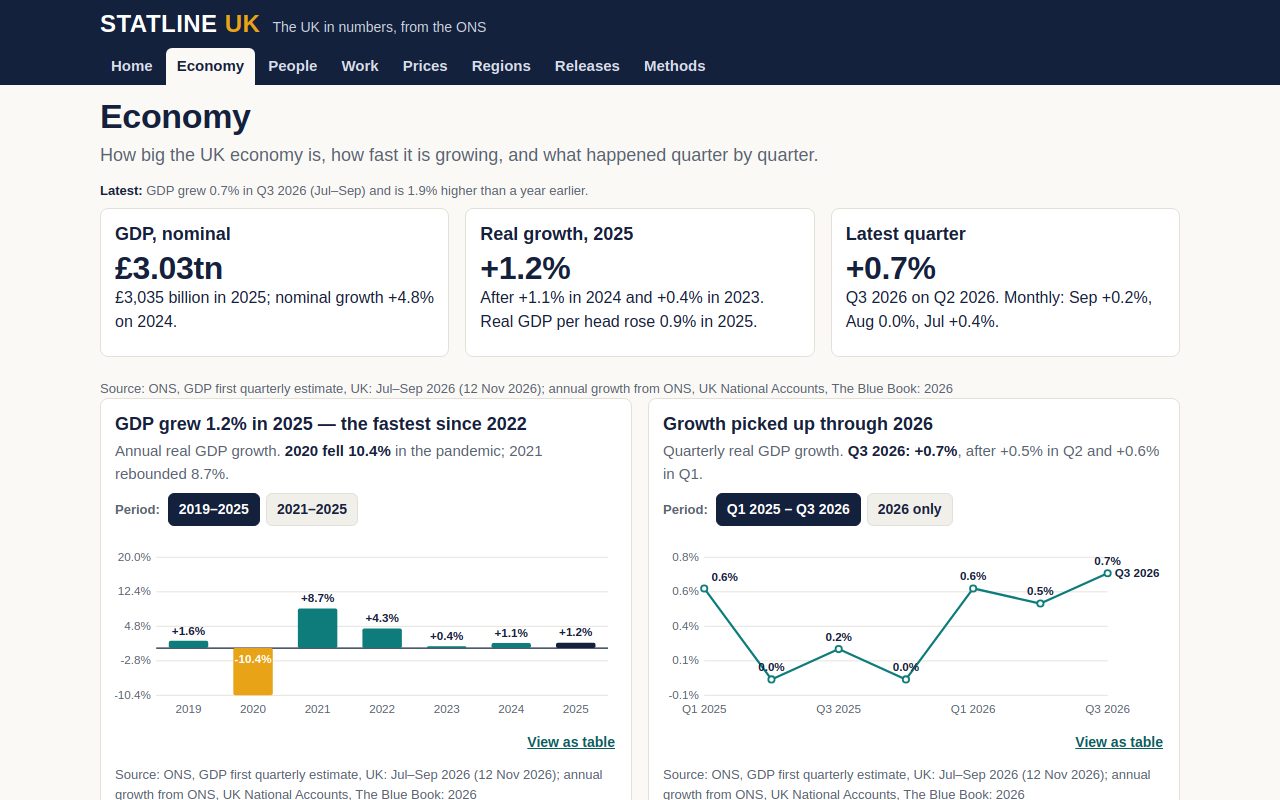 STATLINE UK The UK in numbers, from the ONS
Home Economy People Work Prices Regions Releases Methods
Economy
How big the UK economy is, how fast it is growing, and what happened quarter by quarter.
Latest: GDP grew 0.7% in Q3 2026 (Jul–Sep) and is 1.9% higher than a year earlier.
GDP, nominal
£3.03tn
£3,035 billion in 2025; nominal growth +4.8%
on 2024.
Real growth, 2025
+1.2%
After +1.1% in 2024 and +0.4% in 2023.
Real GDP per head rose 0.9% in 2025.
Latest quarter
+0.7%
Q3 2026 on Q2 2026. Monthly: Sep +0.2%,
Aug 0.0%, Jul +0.4%.
Source: ONS, GDP first quarterly estimate, UK: Jul–Sep 2026 (12 Nov 2026); annual growth from ONS, UK National Accounts, The Blue Book: 2026
GDP grew 1.2% in 2025 — the fastest since 2022
Annual real GDP growth. 2020 fell 10.4% in the pandemic; 2021
rebounded 8.7%.
Period: 2019–2025 2021–2025
20.0%
12.4%
4.8%
-2.8%
-10.4%
+1.6%
-10.4%
+8.7%
+4.3%
+0.4%
+1.1%
+1.2%
2019 2020 2021 2022 2023 2024 2025
View as table
Source: ONS, GDP first quarterly estimate, UK: Jul–Sep 2026 (12 Nov 2026); annual
growth from ONS, UK National Accounts, The Blue Book: 2026
Growth picked up through 2026
Quarterly real GDP growth. Q3 2026: +0.7%, after +0.5% in Q2 and +0.6%
in Q1.
Period: Q1 2025 – Q3 2026 2026 only
0.8%
0.6%
0.4%
0.1%
-0.1%
0.6%
0.0%
0.2%
0.0%
0.6%
0.5%
0.7%
Q3 2026
Q1 2025 Q3 2025 Q1 2026 Q3 2026
View as table
Source: ONS, GDP first quarterly estimate, UK: Jul–Sep 2026 (12 Nov 2026); annual
growth from ONS, UK National Accounts, The Blue Book: 2026